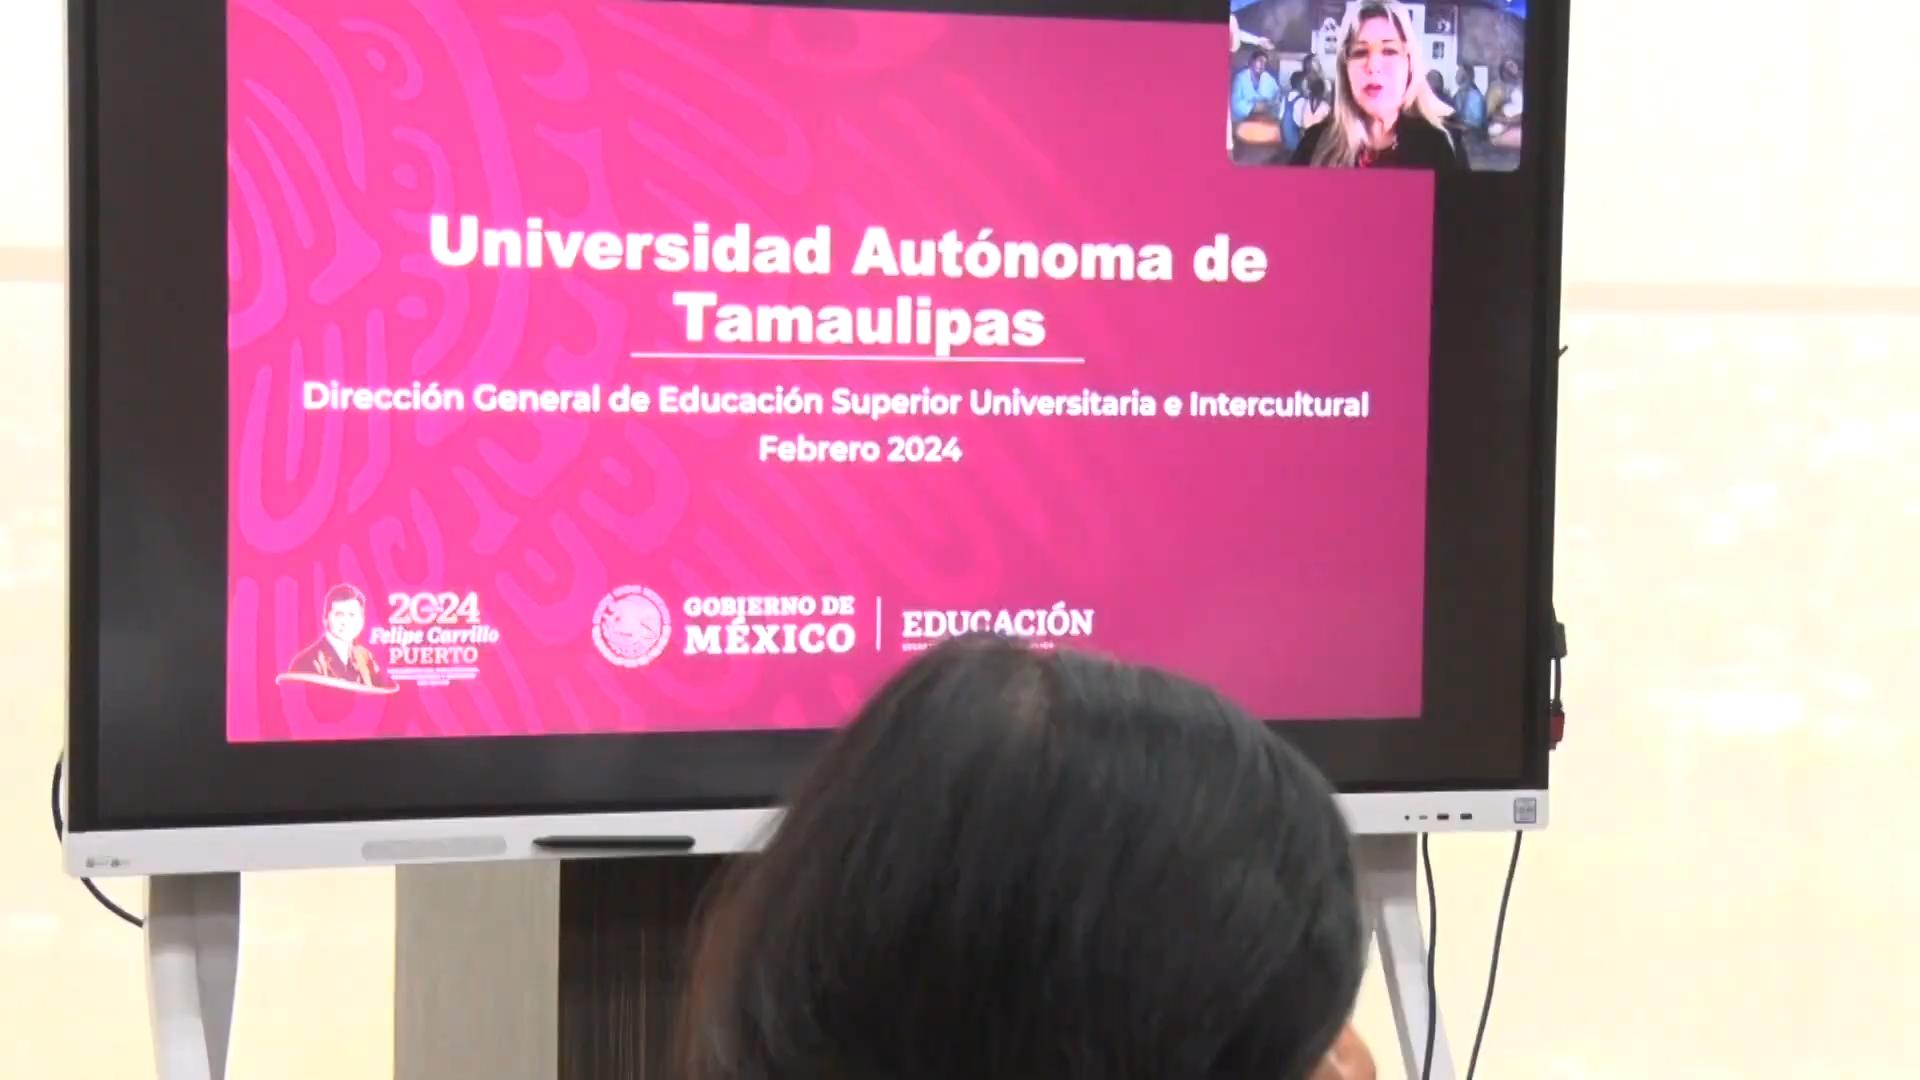 Universidad Autónoma de
Tamaulipas
Dirección General de Educación Superior Universitaria e Intercultural
Febrero 2024
2024
Felipe Carrillo
PUERTO
GOBIERNO DE
MÉXICO
EDUCACIÓN